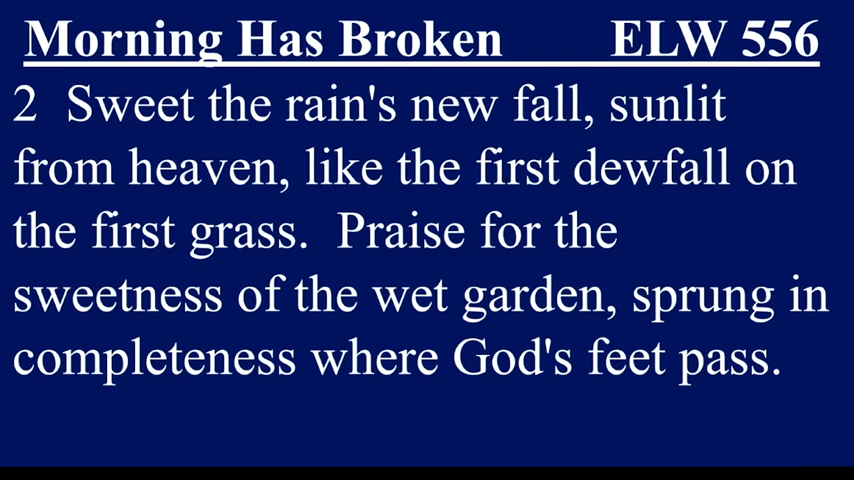 Morning Has Broken ELW 556
2 Sweet the rain's new fall, sunlit
from heaven, like the first dewfall on
the first grass. Praise for the
sweetness of the wet garden, sprung in
completeness where God's feet pass.